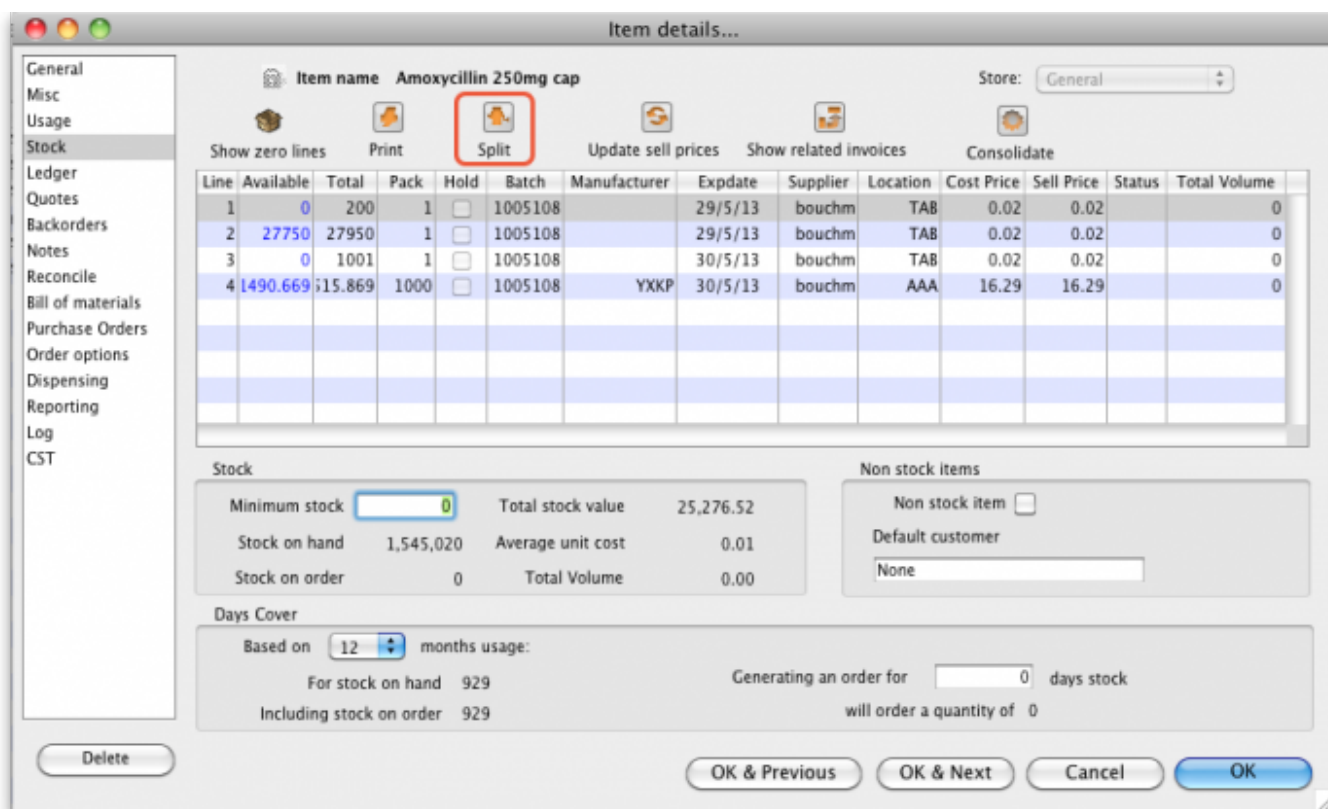 Item details...
General
Misc
Usage
Stock
Ledger
Quotes
Backorders
Notes
Reconcile
Bill of materials
Purchase Orders
Order options
Dispensing
Reporting
Log
CST
Delete
Item name Amoxycillin 250mg cap
Store: General
Show zero lines Print Split Update sell prices Show related invoices Consolidate
Line Available Total Pack Hold Batch Manufacturer Expdate Supplier Location Cost Price Sell Price Status Total Volume
1 0 200 1 1005108 29/5/13 bouchm TAB 0.02 0.02 0
2 27750 27950 1 1005108 29/5/13 bouchm TAB 0.02 0.02 0
3 0 1001 1 1005108 30/5/13 bouchm TAB 0.02 0.02 0
4 1490.669 515.869 1000 1005108 YXKP 30/5/13 bouchm AAA 16.29 16.29 0
Stock
Minimum stock 0 Total stock value 25,276.52
Stock on hand 1,545,020 Average unit cost 0.01
Stock on order 0 Total Volume 0.00
Non stock items
Non stock item
Default customer
None
Days Cover
Based on 12 months usage:
For stock on hand 929
Including stock on order 929
Generating an order for 0 days stock
will order a quantity of 0
OK & Previous OK & Next Cancel OK